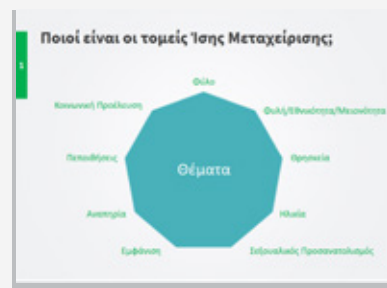 Ποιοί είναι οι τομείς Ίσης Μεταχείρισης;
Φύλο
Κοινωνική Προέλευση
Φυλή/Εθνικότητα/Μειονότητα
Πεποιθήσεις
Θέματα
Θρησκεία
Αναπηρία
Ηλικία
Εμφάνιση
Σεξουαλικός Προσανατολισμός